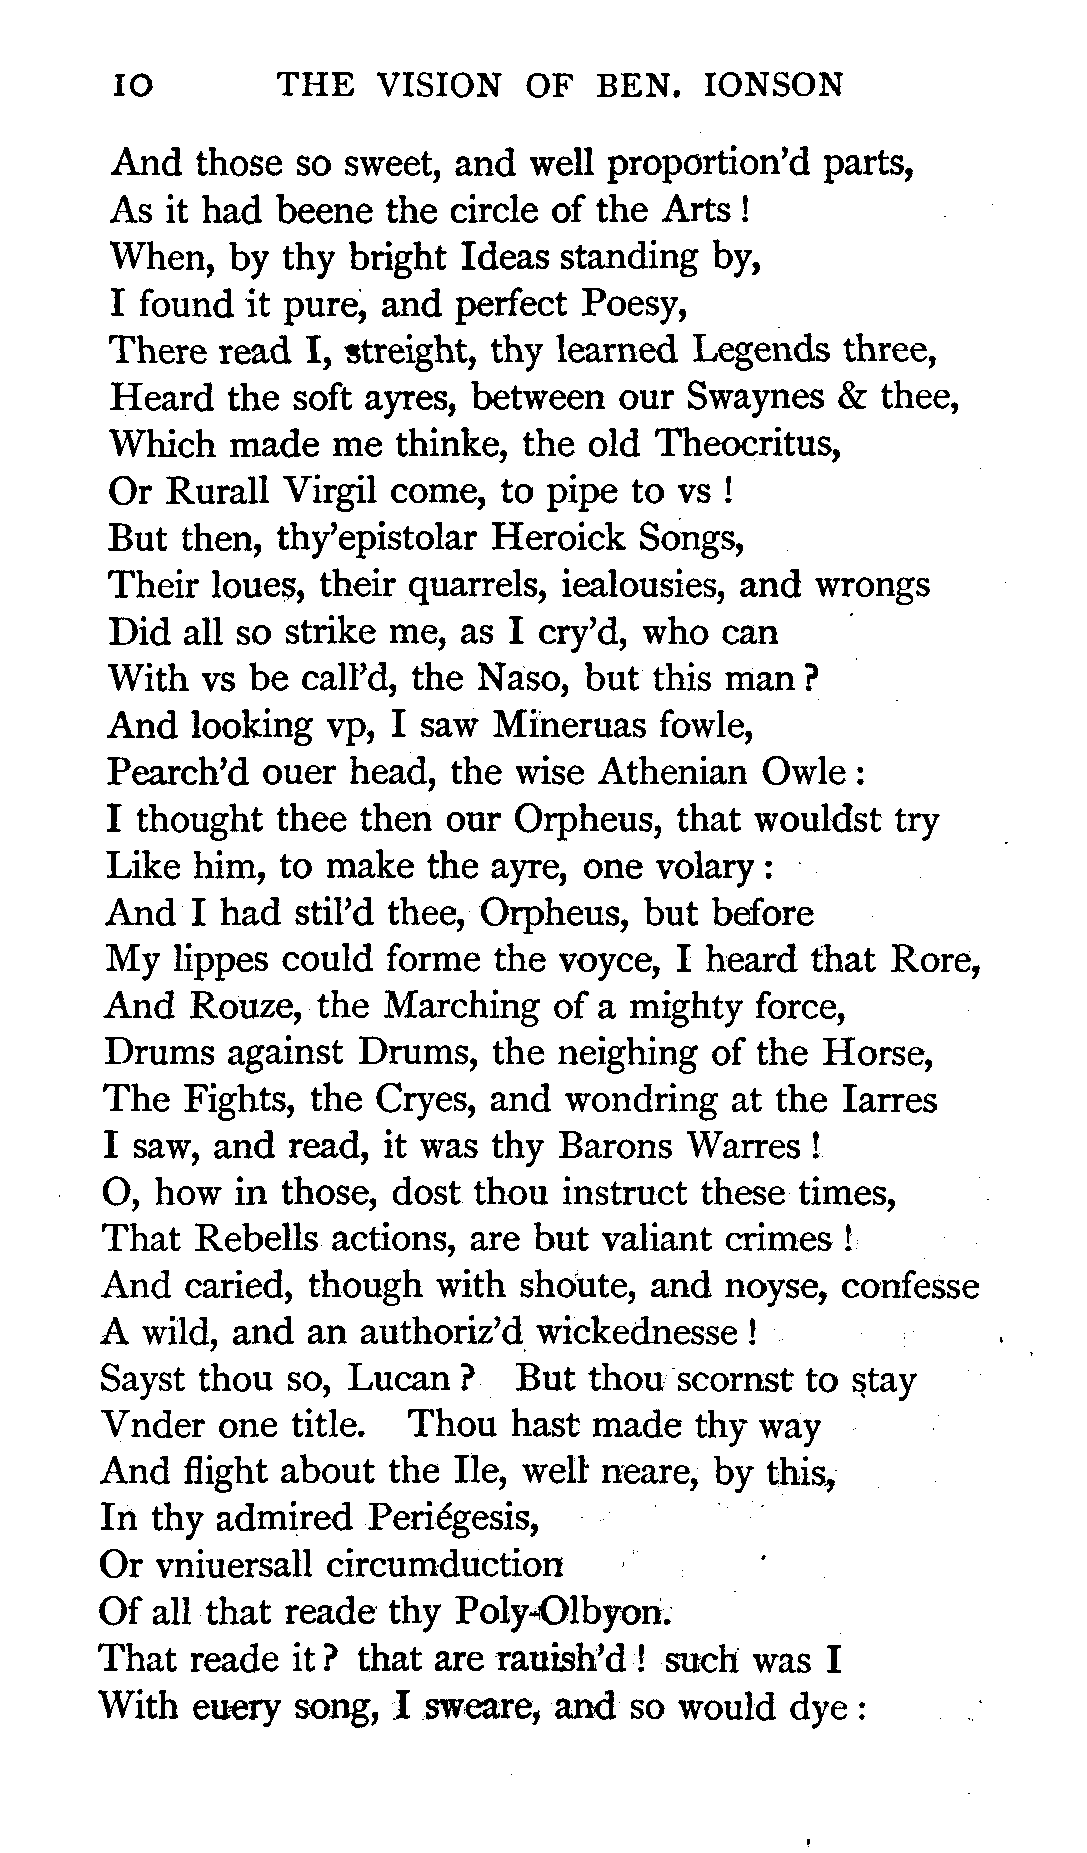 10 THE VISION OF BEN. IONSON
And those so sweet, and well proportion'd parts,
As it had beene the circle of the Arts !
When, by thy bright Ideas standing by,
I found it pure, and perfect Poesy,
There read I, streight, thy learned Legends three,
Heard the soft ayres, between our Swaynes & thee,
Which made me thinke, the old Theocritus,
Or Rurall Virgil come, to pipe to vs !
But then, thy'epistolar Heroick Songs,
Their loues, their quarrels, iealousies, and wrongs
Did all so strike me, as I cry'd, who can
With vs be call'd, the Naso, but this man ?
And looking vp, I saw Mineruas fowle,
Pearch'd ouer head, the wise Athenian Owle :
I thought thee then our Orpheus, that wouldst try
Like him, to make the ayre, one volary :
And I had stil'd thee, Orpheus, but before
My lippes could forme the voyce, I heard that Rore,
And Rouze, the Marching of a mighty force,
Drums against Drums, the neighing of the Horse,
The Fights, the Cryes, and wondring at the Iarres
I saw, and read, it was thy Barons Warres !
O, how in those, dost thou instruct these times,
That Rebells actions, are but valiant crimes !
And caried, though with shoute, and noyse, confesse
A wild, and an authoriz'd wickednesse !
Sayst thou so, Lucan ? But thou scornst to stay
Vnder one title. Thou hast made thy way
And flight about the Ile, well neare, by this,
In thy admired Periégesis,
Or vniuersall circumduction
Of all that reade thy Poly-Olbyon.
That reade it ? that are rauish'd ! such was I
With euery song, I sweare, and so would dye :